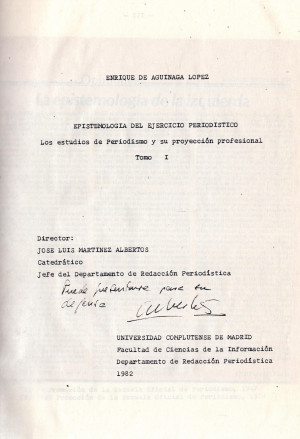 ENRIQUE DE AGUINAGA LOPEZ
EPISTEMOLOGIA DEL EJERCICIO PERIODISTICO
Los estudios de Periodismo y su proyección profesional
Tomo I
Director:
JOSE LUIS MARTINEZ ALBERTOS
Catedrático
Jefe del Departamento de Redacción Periodística
Puede presentarse para su
defensa
UNIVERSIDAD COMPLUTENSE DE MADRID
Facultad de Ciencias de la Información
Departamento de Redacción Periodística
1982